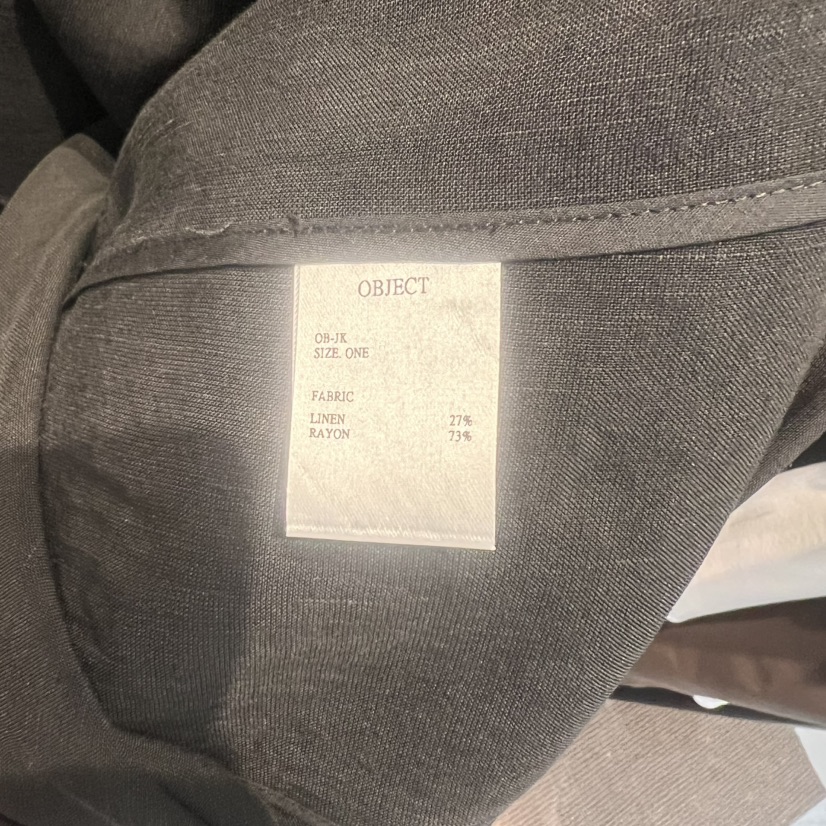 OBJECT
OB-JK
SIZE. ONE
FABRIC
LINEN 27%
RAYON 73%